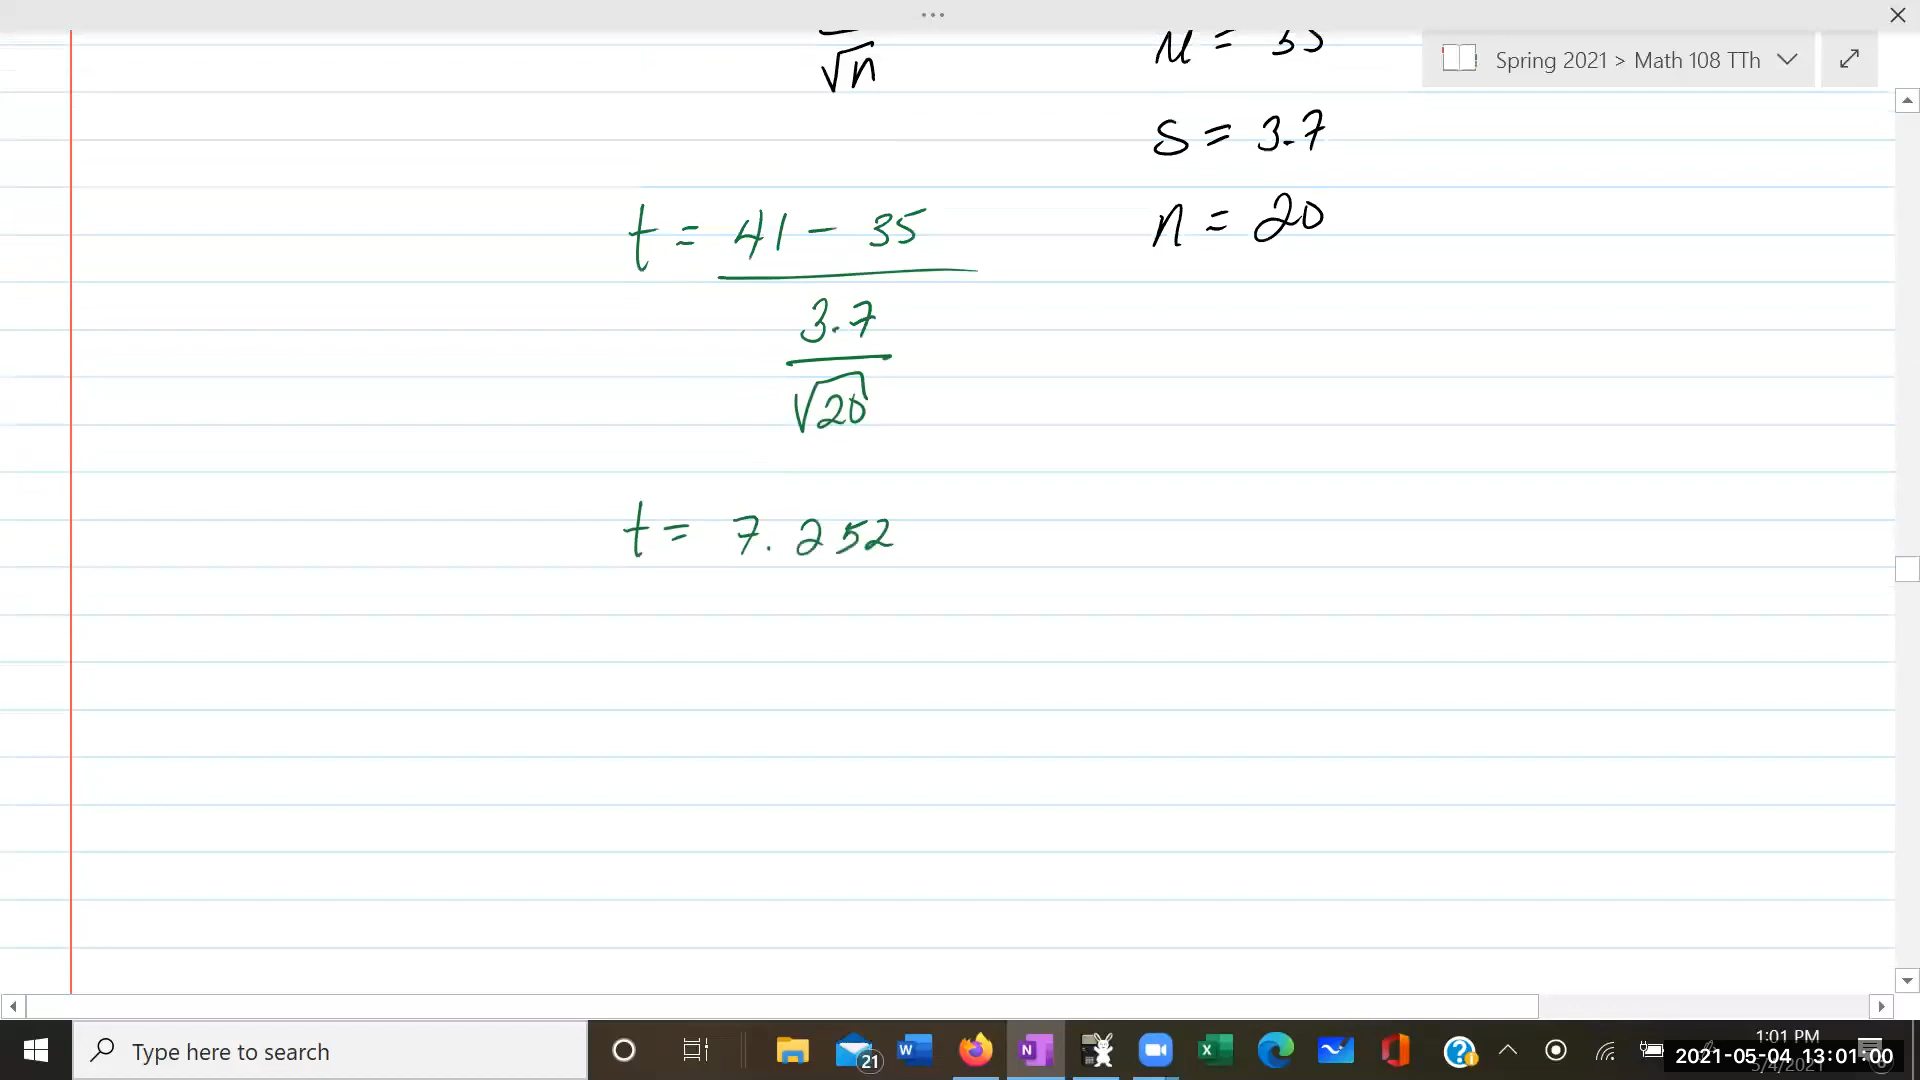 √n
μ = 35
Spring 2021 > Math 108 TTh
s = 3.7
n = 20
t = 41 - 35
3.7
√20
t = 7.252
Type here to search
21
1:01 PM
2021-05-04 13:01:00